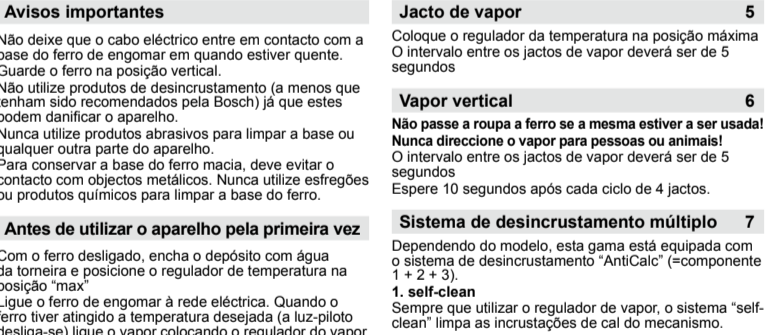 Avisos importantes
Não deixe que o cabo eléctrico entre em contacto com a
base do ferro de engomar em quando estiver quente.
Guarde o ferro na posição vertical.
Não utilize produtos de desincrustamento (a menos que
tenham sido recomendados pela Bosch) já que estes
podem danificar o aparelho.
Nunca utilize produtos abrasivos para limpar a base ou
qualquer outra parte do aparelho.
Para conservar a base do ferro macia, deve evitar o
contacto com objectos metálicos. Nunca utilize esfregões
ou produtos químicos para limpar a base do ferro.
Antes de utilizar o aparelho pela primeira vez
Com o ferro desligado, encha o depósito com água
da torneira e posicione o regulador de temperatura na
posição “max”
Ligue o ferro de engomar à rede eléctrica. Quando o
ferro tiver atingido a temperatura desejada (a luz-piloto
desliga-se) ligue o vapor colocando o regulador do vapor
Jacto de vapor 5
Coloque o regulador da temperatura na posição máxima
O intervalo entre os jactos de vapor deverá ser de 5
segundos
Vapor vertical 6
Não passe a roupa a ferro se a mesma estiver a ser usada!
Nunca direccione o vapor para pessoas ou animais!
O intervalo entre os jactos de vapor deverá ser de 5
segundos
Espere 10 segundos após cada ciclo de 4 jactos.
Sistema de desincrustamento múltiplo 7
Dependendo do modelo, esta gama está equipada com
o sistema de desincrustamento “AntiCalc” (=componente
1 + 2 + 3).
1. self-clean
Sempre que utilizar o regulador de vapor, o sistema “self-
clean” limpa as incrustações de cal do mecanismo.